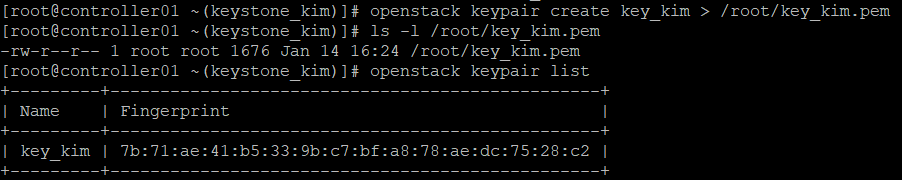 [root@controller01 ~(keystone_kim)]# openstack keypair create key_kim > /root/key_kim.pem
[root@controller01 ~(keystone_kim)]# ls -l /root/key_kim.pem
-rw-r--r-- 1 root root 1676 Jan 14 16:24 /root/key_kim.pem
[root@controller01 ~(keystone_kim)]# openstack keypair list
+---------+-------------------------------------------------+
| Name    | Fingerprint                                     |
+---------+-------------------------------------------------+
| key_kim | 7b:71:ae:41:b5:33:9b:c7:bf:a8:78:ae:dc:75:28:c2 |
+---------+-------------------------------------------------+